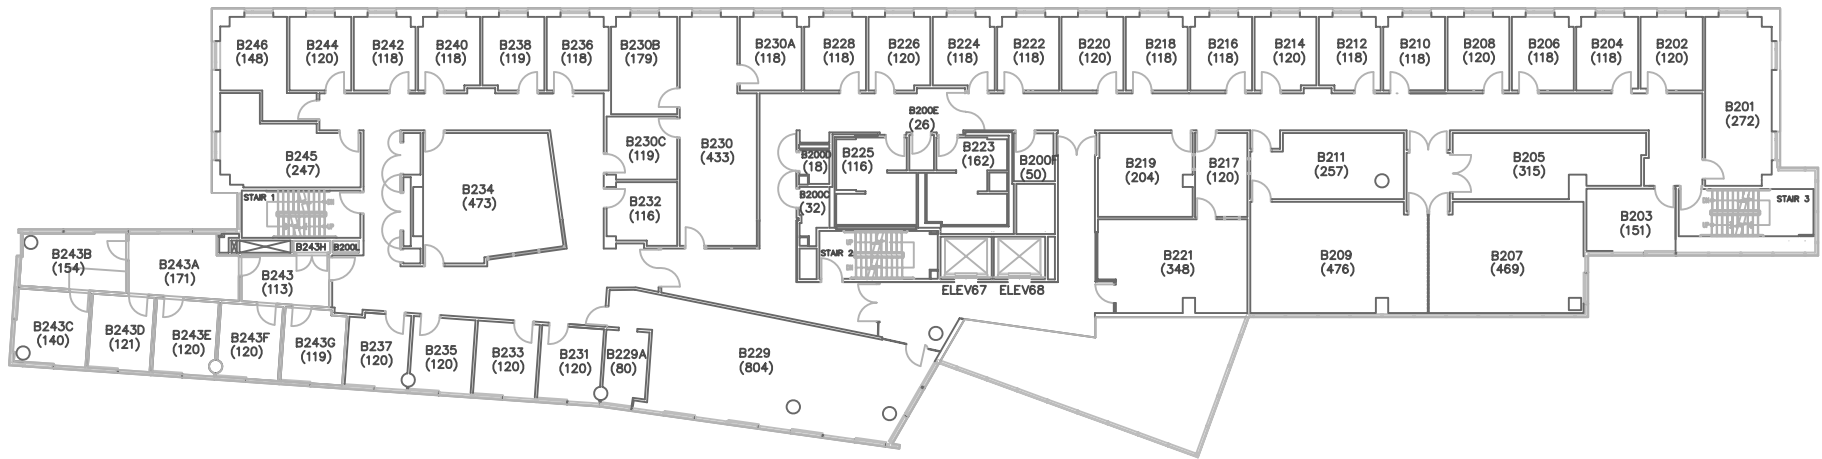 B246
(148)
B244
(120)
B242
(118)
B240
(118)
B238
(119)
B236
(118)
B230B
(179)
B230A
(118)
B228
(118)
B226
(120)
B224
(118)
B222
(118)
B220
(120)
B218
(118)
B216
(118)
B214
(120)
B212
(118)
B210
(118)
B208
(120)
B206
(118)
B204
(118)
B202
(120)
B201
(272)
B245
(247)
B234
(473)
B230C
(119)
B230
(433)
B200E
(26)
B200D
(18)
B225
(116)
B223
(162)
B200F
(50)
B219
(204)
B217
(120)
B211
(257)
B205
(315)
STAIR 1
B232
(116)
B200C
(32)
B203
(151)
STAIR 3
B243B
(154)
B243A
(171)
B243H
B200L
B243
(113)
STAIR 2
ELEV67
ELEV68
B221
(348)
B209
(476)
B207
(469)
B243C
(140)
B243D
(121)
B243E
(120)
B243F
(120)
B243G
(119)
B237
(120)
B235
(120)
B233
(120)
B231
(120)
B229A
(80)
B229
(804)